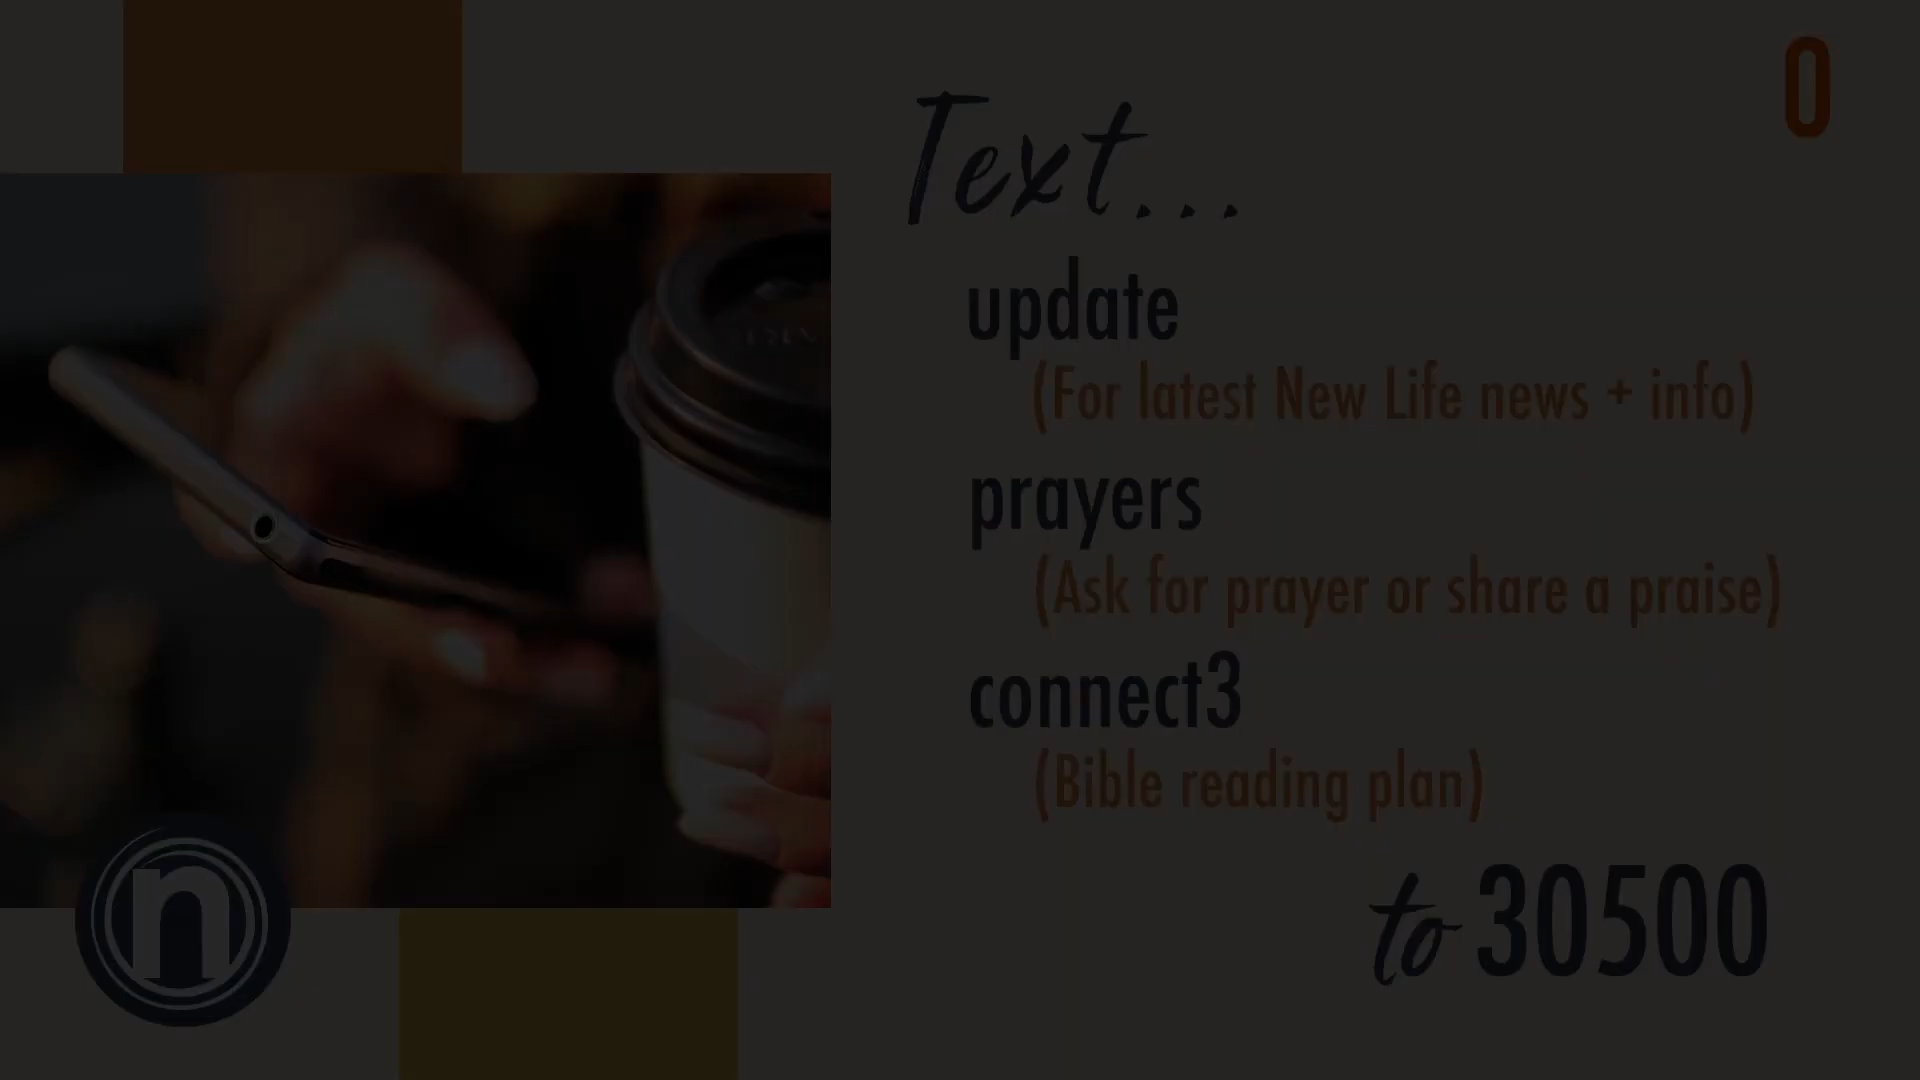 0
Text...
update
(For latest New Life news + info)
prayers
(Ask for prayer or share a praise)
connect3
(Bible reading plan)
to 30500
n